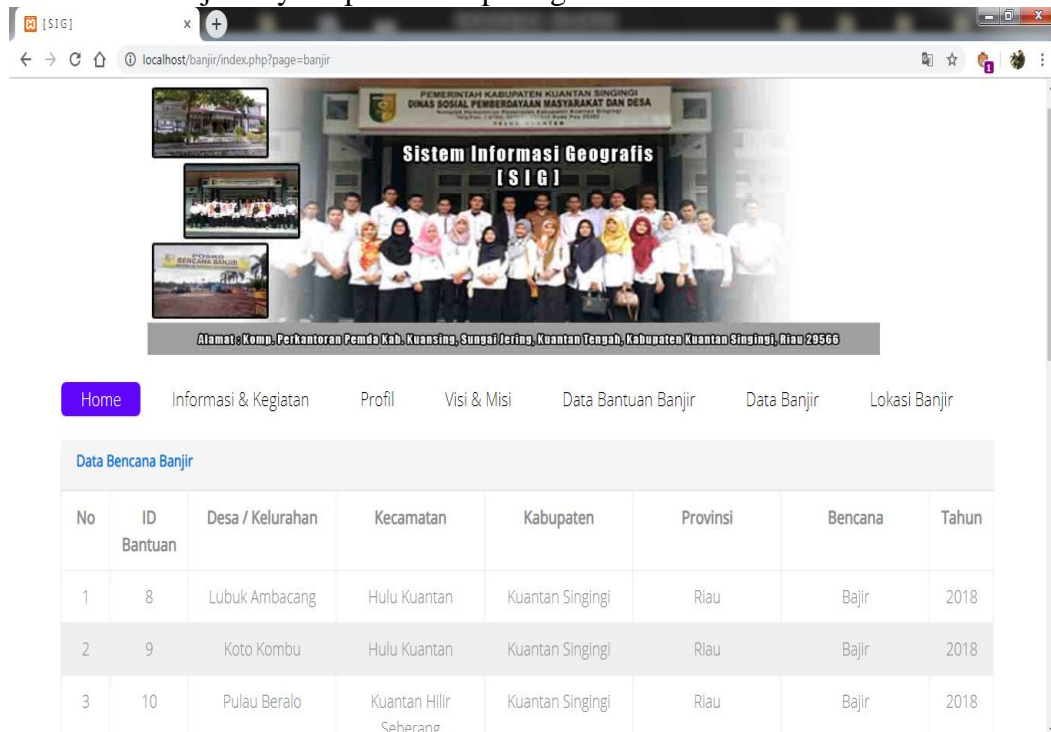 [SIG]
localhost/banjir/index.php?page=banjir
1
PEMERINTAH KABUPATEN KUANTAN SINGINGI
DINAS SOSIAL PEMBERDAYAAN MASYARAKAT DAN DESA
Sistem Informasi Geografis
[ S I G ]
POSKO
BENCANA BANJIR
Alamat : Komp. Perkantoran Pemda Kab. Kuansing, Sungai Jering, Kuantan Tengah, Kabupaten Kuantan Singingi, Riau 29566
Home Informasi & Kegiatan Profil Visi & Misi Data Bantuan Banjir Data Banjir Lokasi Banjir
Data Bencana Banjir
No ID Bantuan Desa / Kelurahan Kecamatan Kabupaten Provinsi Bencana Tahun
1 8 Lubuk Ambacang Hulu Kuantan Kuantan Singingi Riau Bajir 2018
2 9 Koto Kombu Hulu Kuantan Kuantan Singingi Riau Bajir 2018
3 10 Pulau Beralo Kuantan Hilir Seberang Kuantan Singingi Riau Bajir 2018